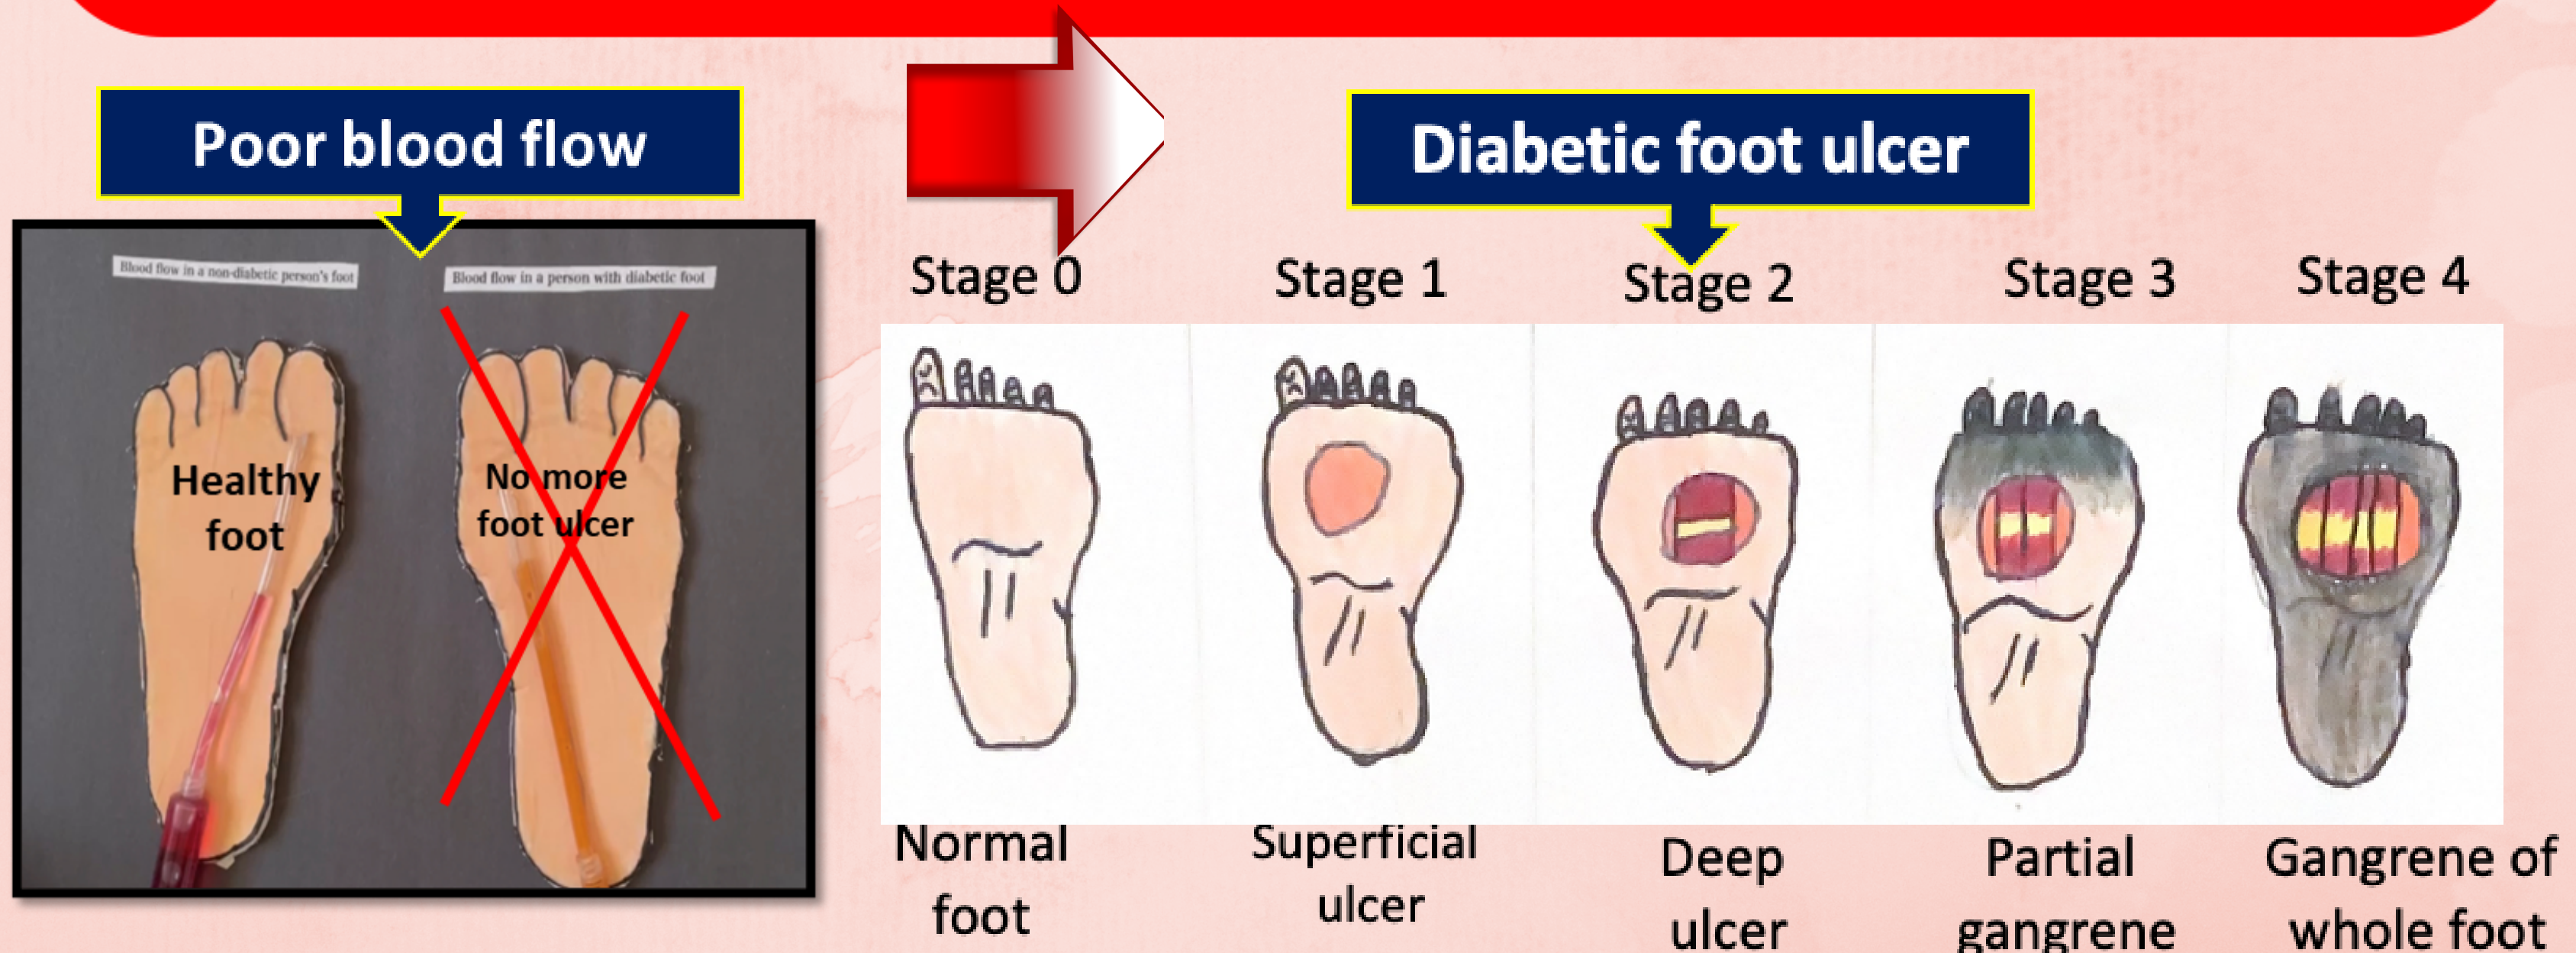 Poor blood flow
Diabetic foot ulcer
Blood flow in a non-diabetic person's foot
Blood flow in a person with diabetic foot
Healthy
foot
No more
foot ulcer
Stage 0
Stage 1
Stage 2
Stage 3
Stage 4
Normal
foot
Superficial
ulcer
Deep
ulcer
Partial
gangrene
Gangrene of
whole foot